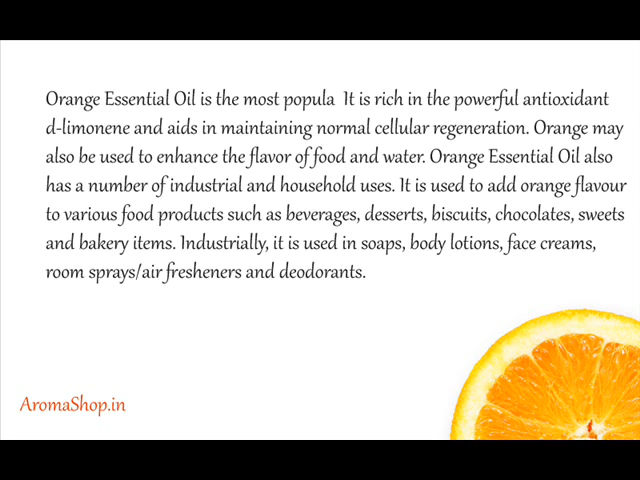 Orange Essential Oil is the most popula It is rich in the powerful antioxidant
d-limonene and aids in maintaining normal cellular regeneration. Orange may
also be used to enhance the flavor of food and water. Orange Essential Oil also
has a number of industrial and household uses. It is used to add orange flavour
to various food products such as beverages, desserts, biscuits, chocolates, sweets
and bakery items. Industrially, it is used in soaps, body lotions, face creams,
room sprays/air fresheners and deodorants.
AromaShop.in